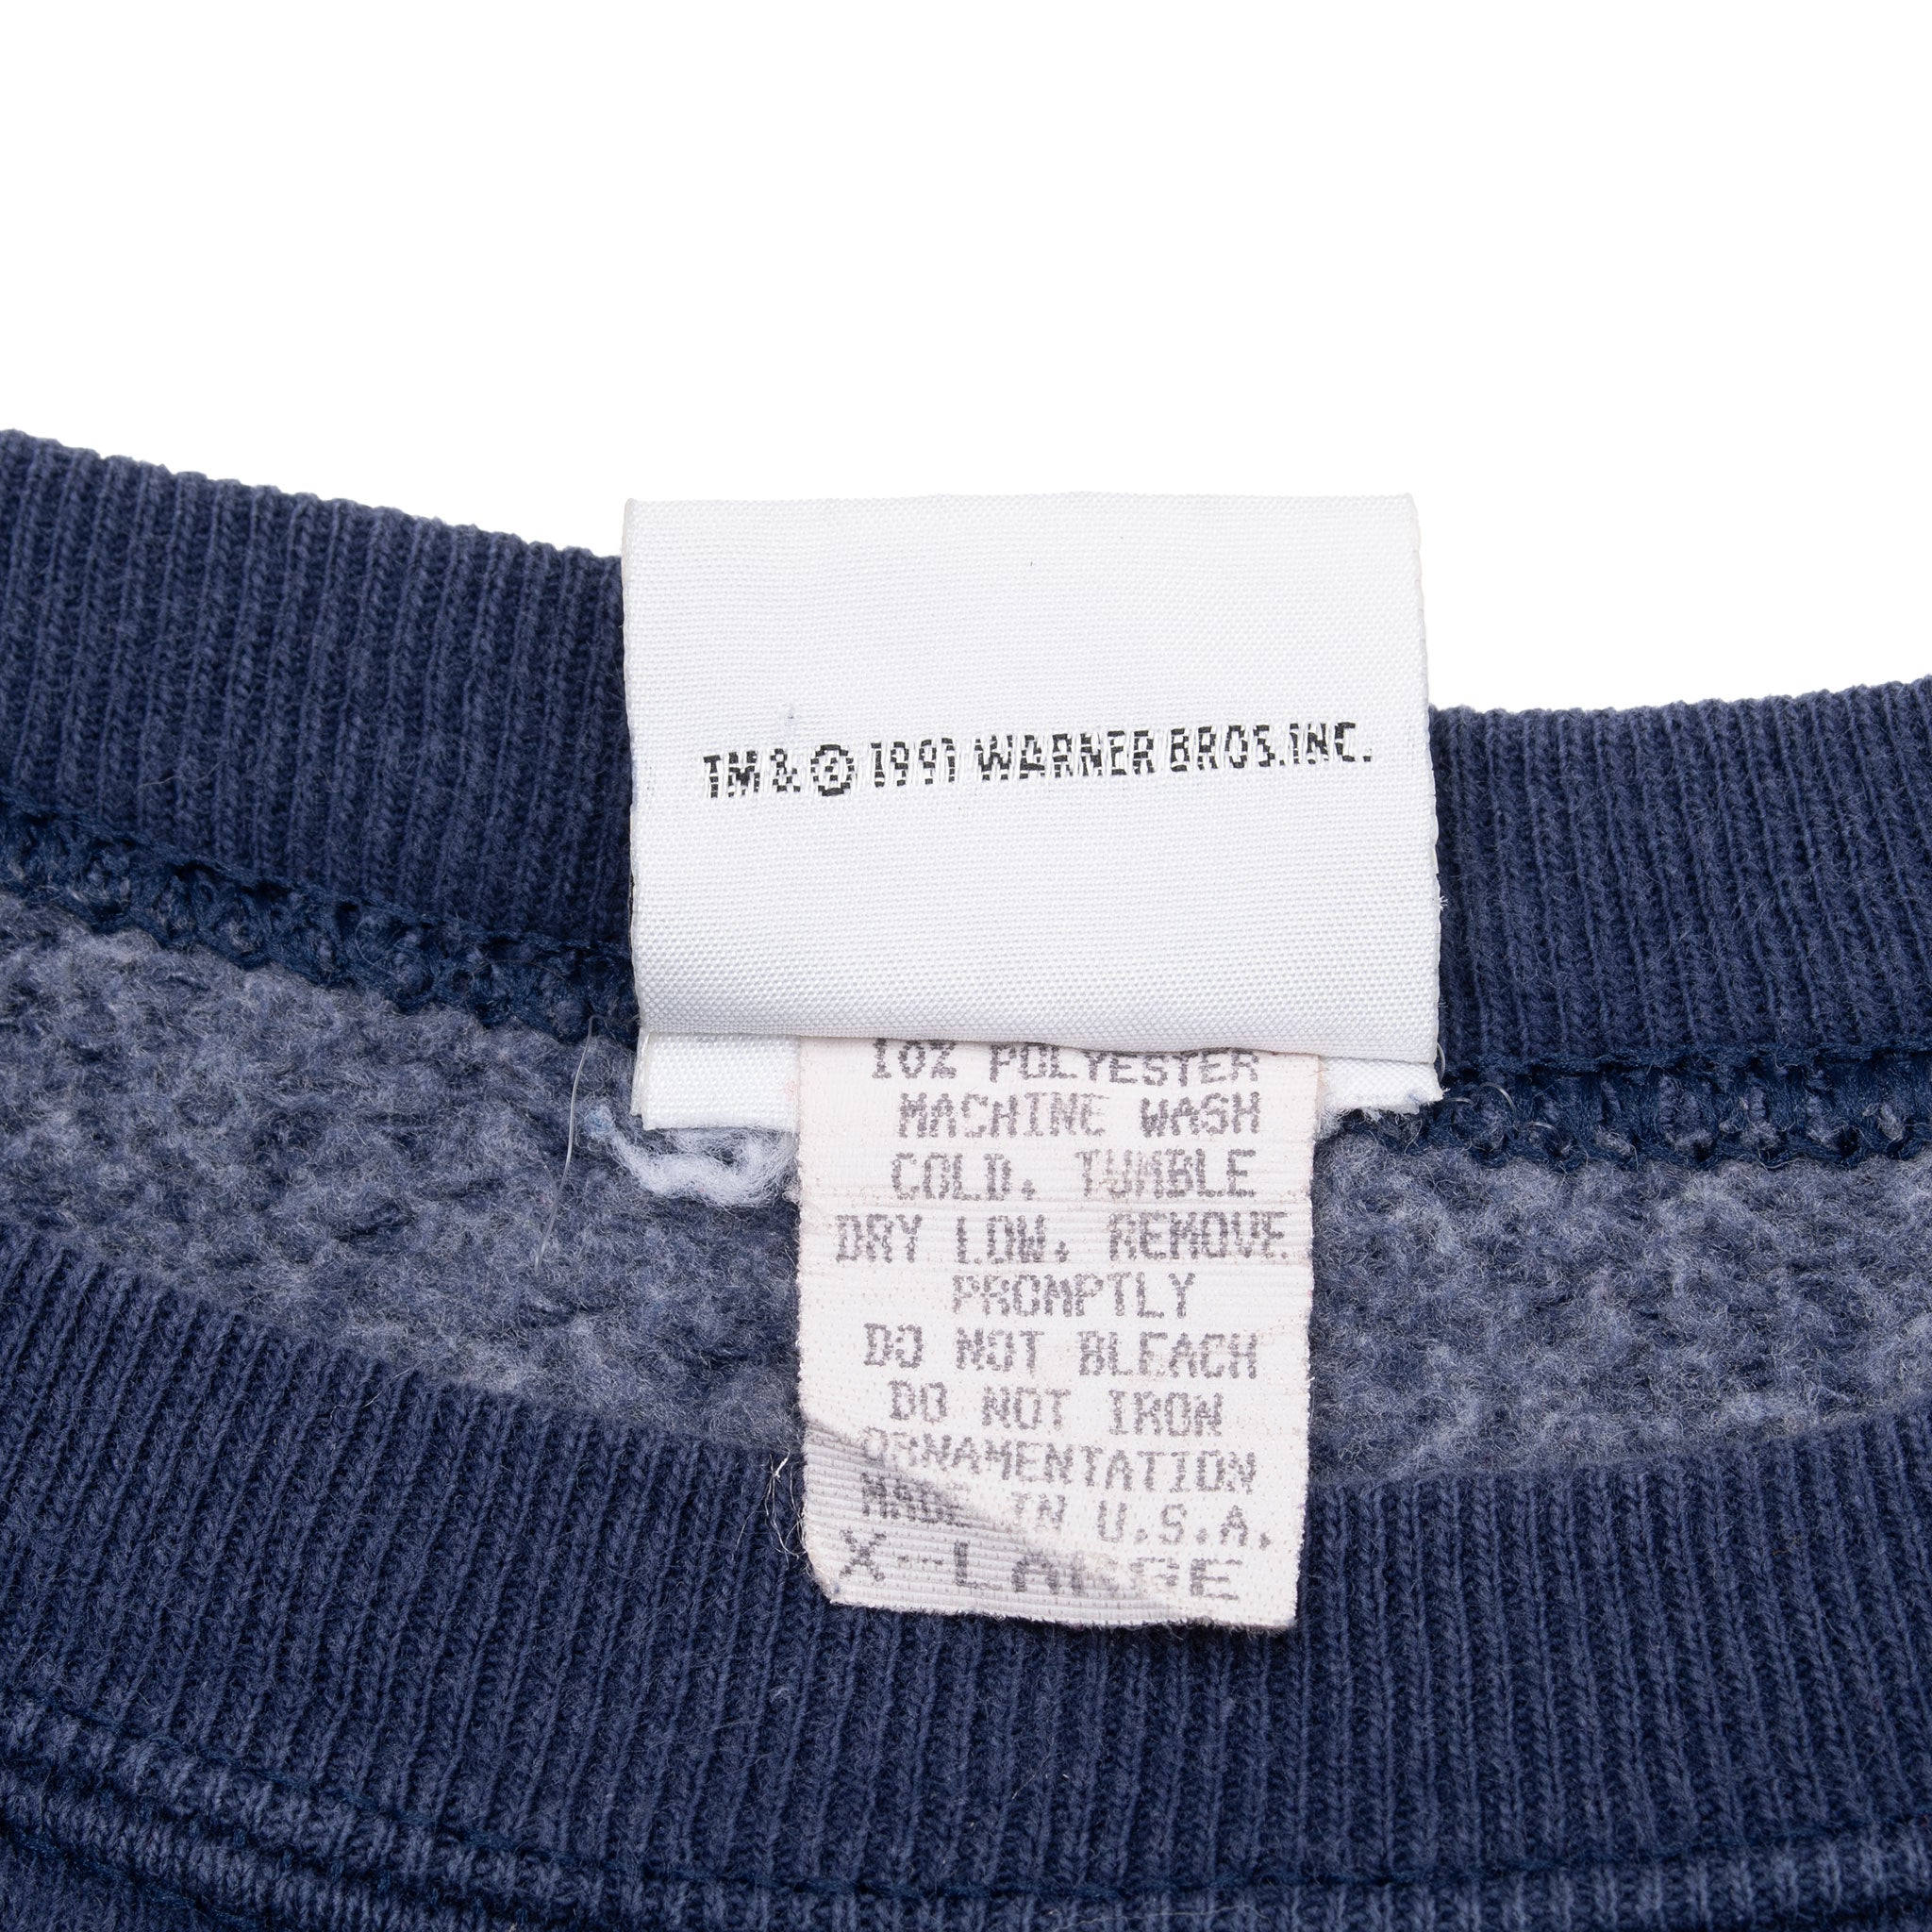 TM & © 1991 WARNER BROS. INC.
10% POLYESTER
MACHINE WASH
COLD. TUMBLE
DRY LOW. REMOVE
PROMPTLY
DO NOT BLEACH
DO NOT IRON
ORNAMENTATION
MADE IN U.S.A.
X-LARGE